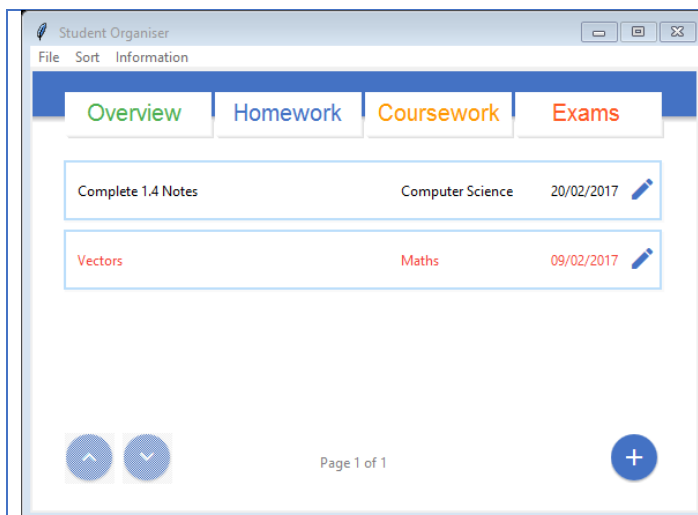 Student Organiser
File Sort Information
Overview Homework Coursework Exams
Complete 1.4 Notes Computer Science 20/02/2017
Vectors Maths 09/02/2017
Page 1 of 1